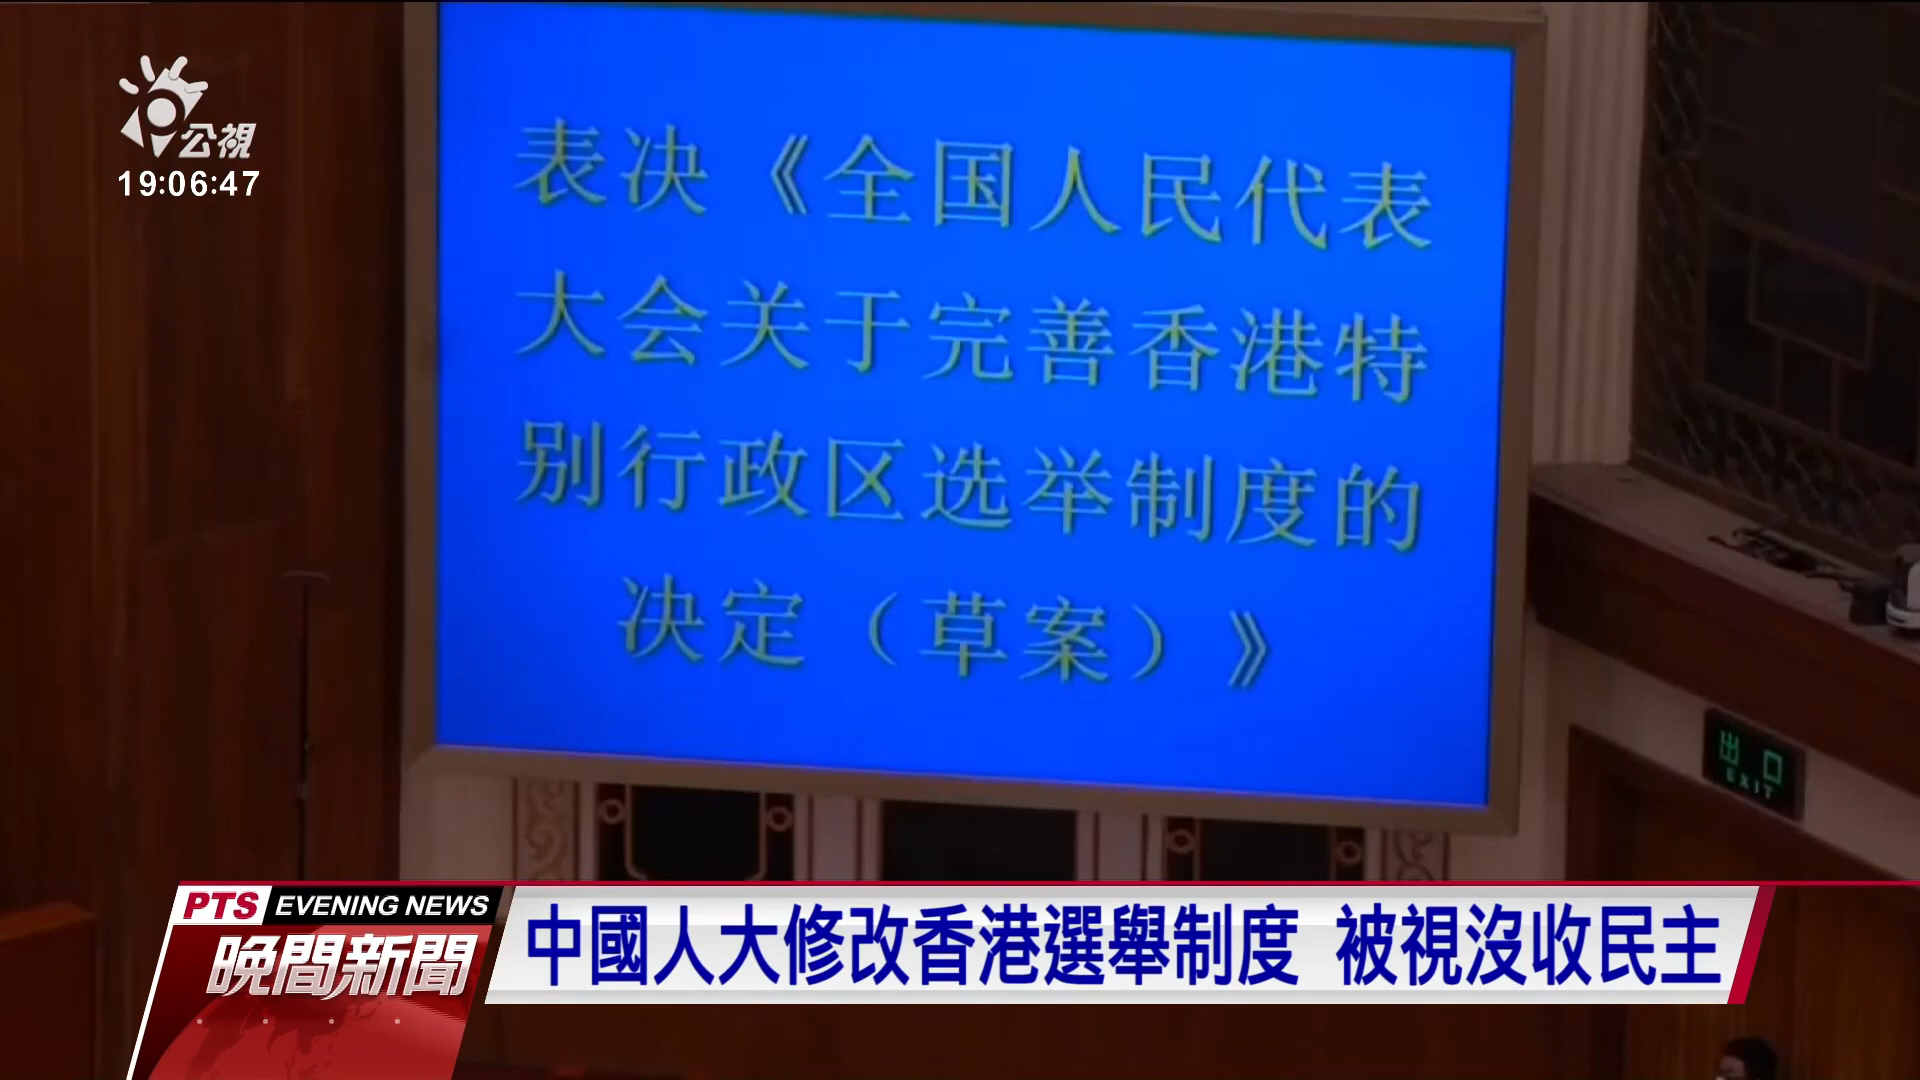 公視
19:06:47
表决《全国人民代表
大会关于完善香港特
别行政区选举制度的
决定（草案）》
出口
EXIT
PTS EVENING NEWS
晚間新聞
中國人大修改香港選舉制度 被視沒收民主